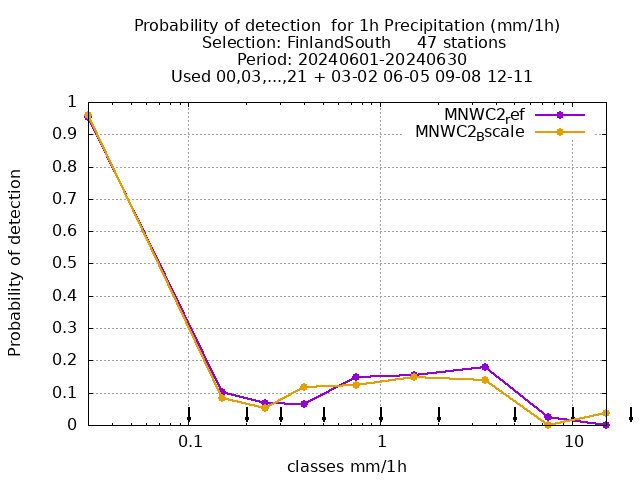 Probability of detection  for 1h Precipitation (mm/1h)
Selection: FinlandSouth     47 stations
Period: 20240601-20240630
Used 00,03,...,21 + 03-02 06-05 09-08 12-11
MNWC2ref
MNWC2Bscale
1
0.9
0.8
0.7
0.6
0.5
0.4
0.3
0.2
0.1
0
Probability of detection
0.1 1 10
classes mm/1h